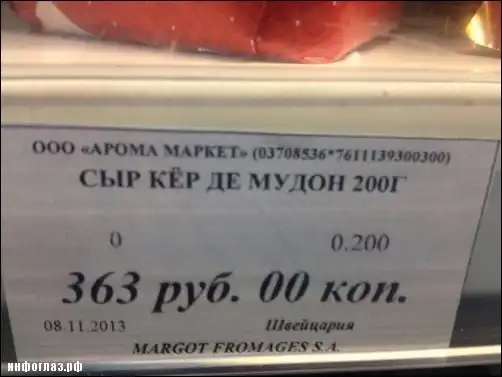 ООО «АРОМА МАРКЕТ» (03708536*7611139300300)
СЫР КЁР ДЕ МУДОН 200Г
0 0.200
363 руб. 00 коп.
08.11.2013 Швейцария
MARGOT FROMAGES S.A.
инфоглаз.рф